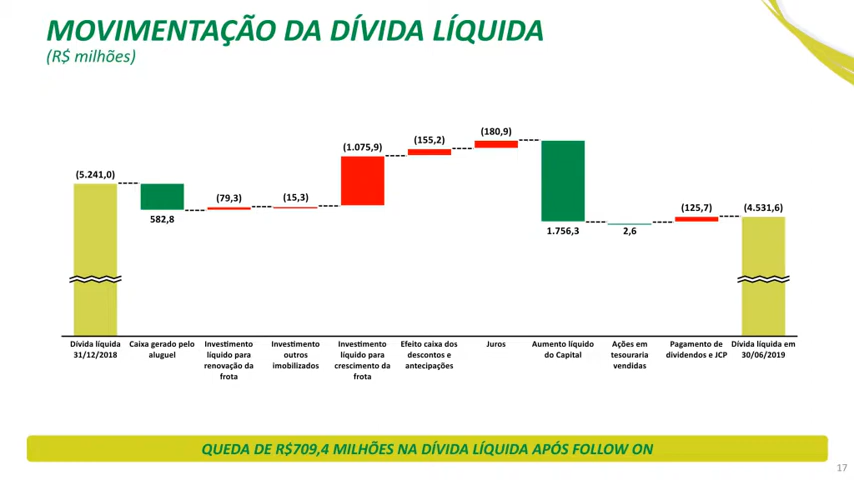 MOVIMENTAÇÃO DA DÍVIDA LÍQUIDA
(R$ milhões)
(5.241,0)
582,8
(79,3)
(15,3)
(1.075,9)
(155,2)
(180,9)
1.756,3
2,6
(125,7)
(4.531,6)
Dívida líquida
31/12/2018
Caixa gerado pelo
aluguel
Investimento
líquido para
renovação da
frota
Investimento
outros
imobilizados
Investimento
líquido para
crescimento da
frota
Efeito caixa dos
descontos e
antecipações
Juros
Aumento líquido
do Capital
Ações em
tesouraria
vendidas
Pagamento de
dividendos e JCP
Dívida líquida em
30/06/2019
QUEDA DE R$709,4 MILHÕES NA DÍVIDA LÍQUIDA APÓS FOLLOW ON
17